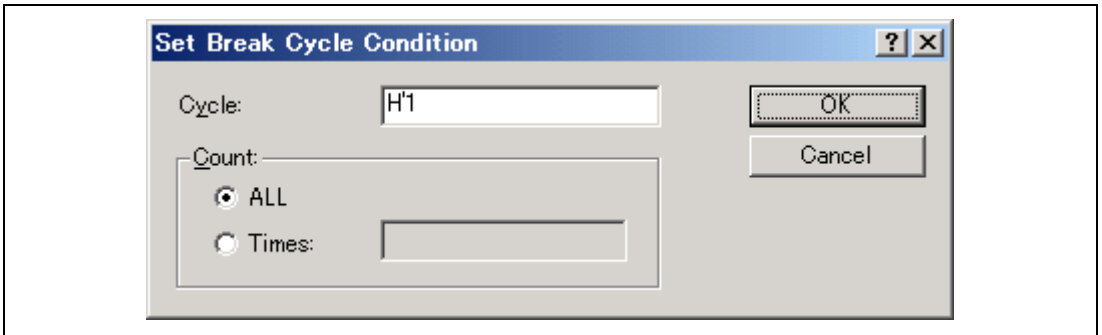 Set Break Cycle Condition
Cycle: H'1
OK
Cancel
Count:
ALL
Times: